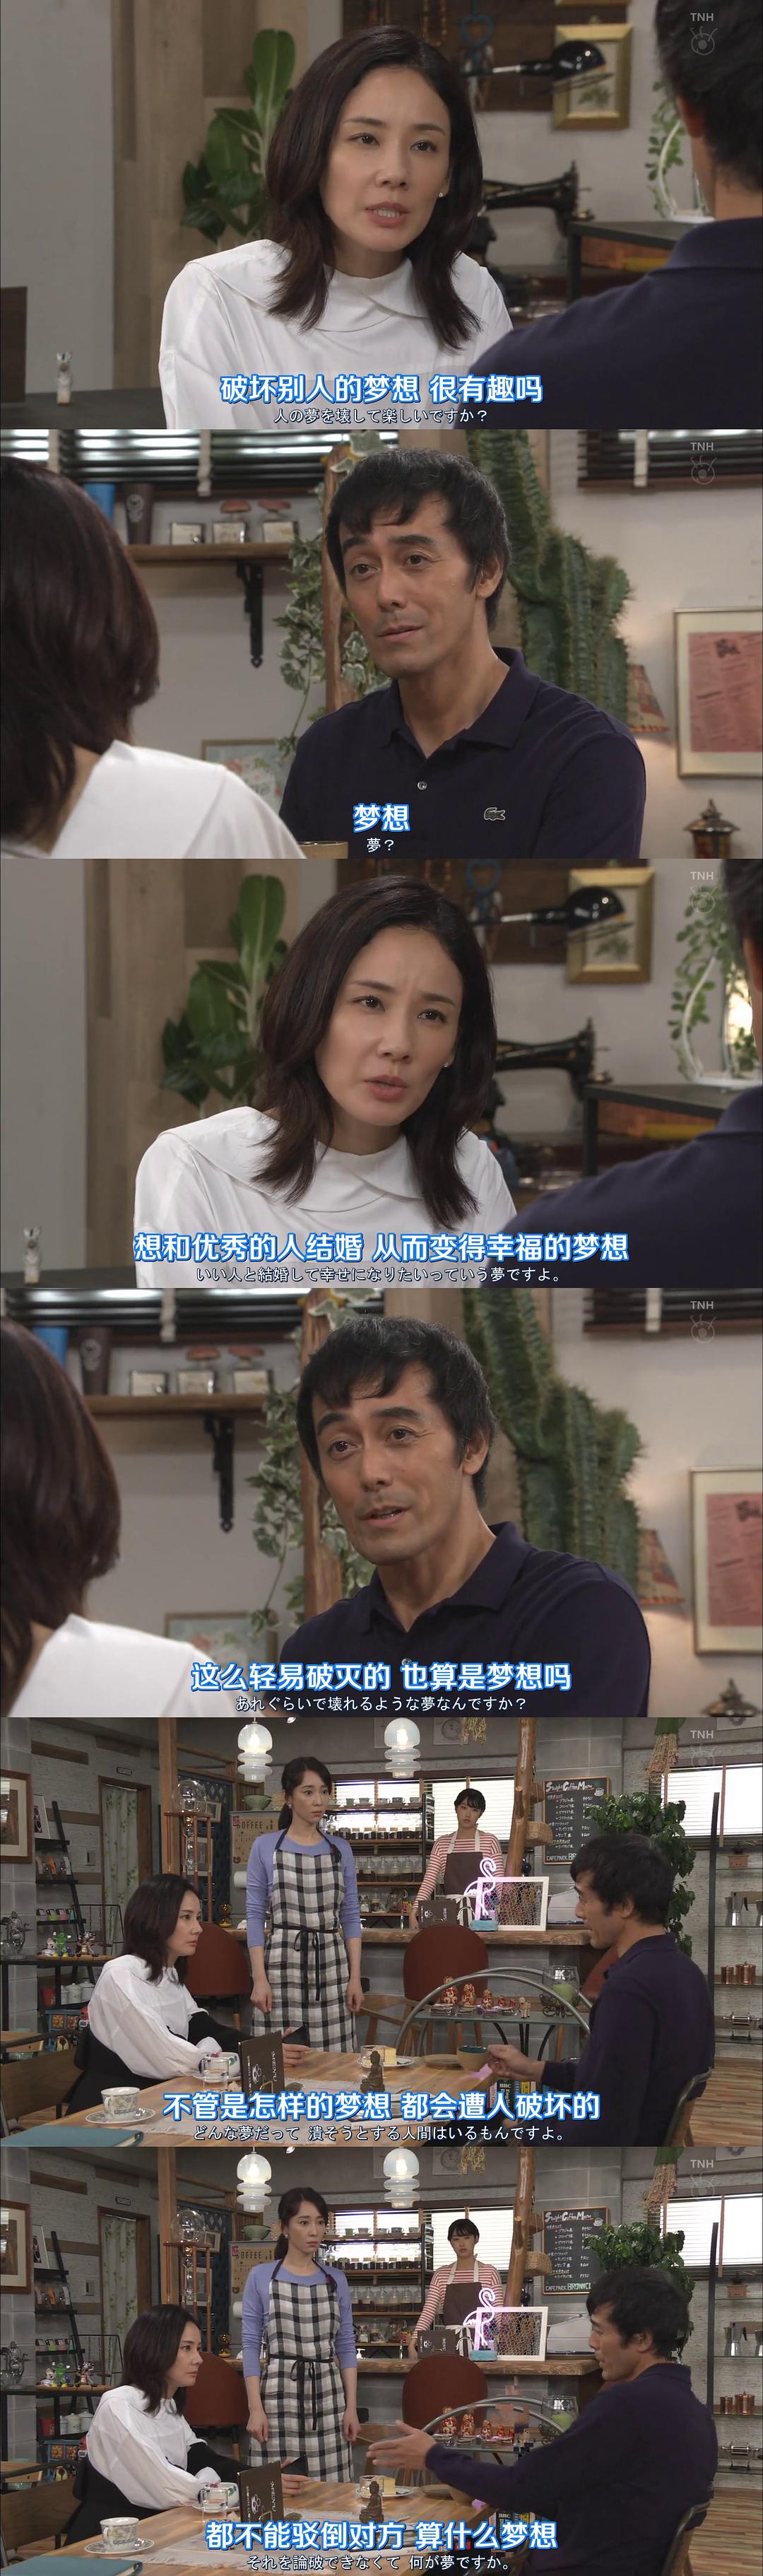 TNH
破坏别人的梦想 很有趣吗
人の夢を壊して楽しいですか？
TNH
梦想
夢？
TNH
想和优秀的人结婚 从而变得幸福的梦想
いい人と結婚して幸せになりたいっていう夢ですよ。
TNH
这么轻易破灭的 也算是梦想吗
あれぐらいで壊れるような夢なんですか？
TNH
不管是怎样的梦想 都会遭人破坏的
どんな夢だって 潰そうとする人間はいるもんですよ。
TNH
都不能驳倒对方 算什么梦想
それを論破できなくて 何が夢ですか。